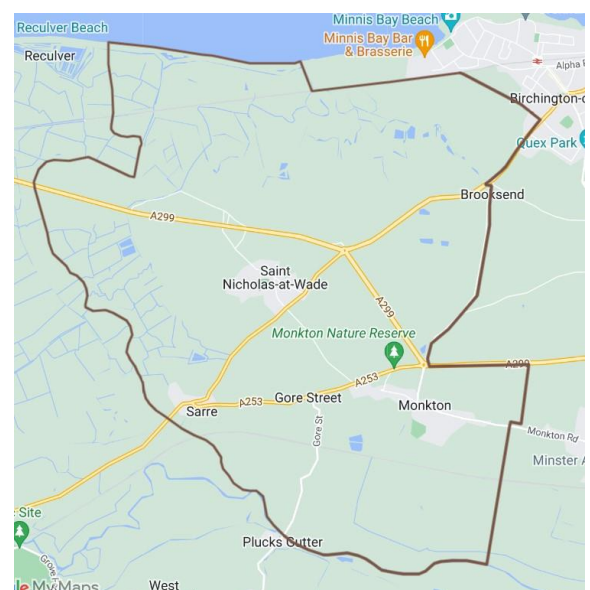 Reculver Beach
Minnis Bay Beach
Minnis Bay Bar
& Brasserie
Reculver
Alpha
Birchington-o
Quex Park
Brooksend
A299
Saint
Nicholas-at-Wade
A299
Monkton Nature Reserve
A299
A253
Gore Street
A253
Sarre
Monkton
Gore St
Monkton Rd
Minster
Site
Plucks Gutter
Grove
le My Maps
West